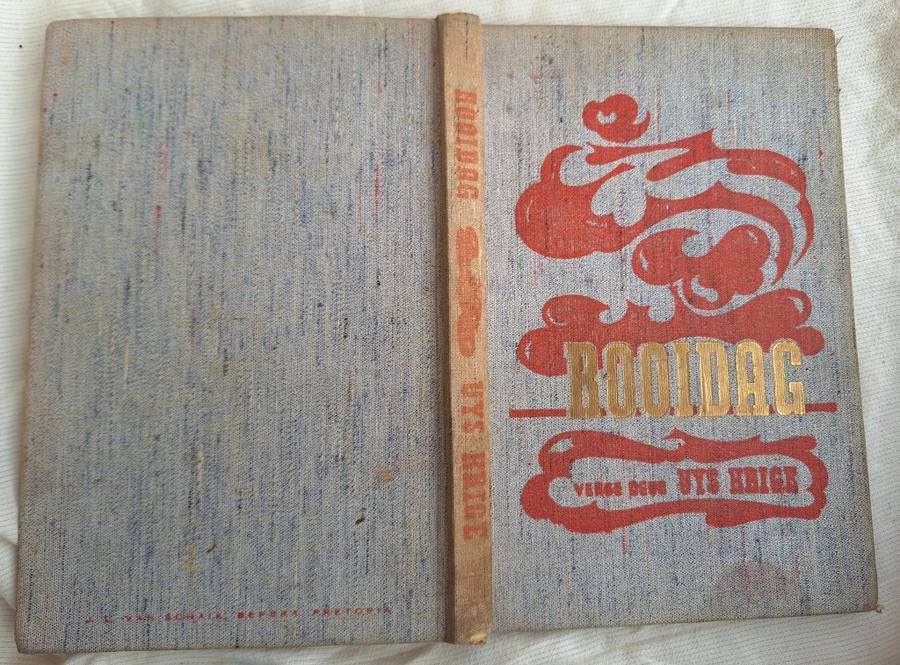 J. L. VAN SCHAIK, BEPERK, PRETORIA
ROOIDAG UYS KRIGE
ROOIDAG
VERSE DEUR UYS KRIGE